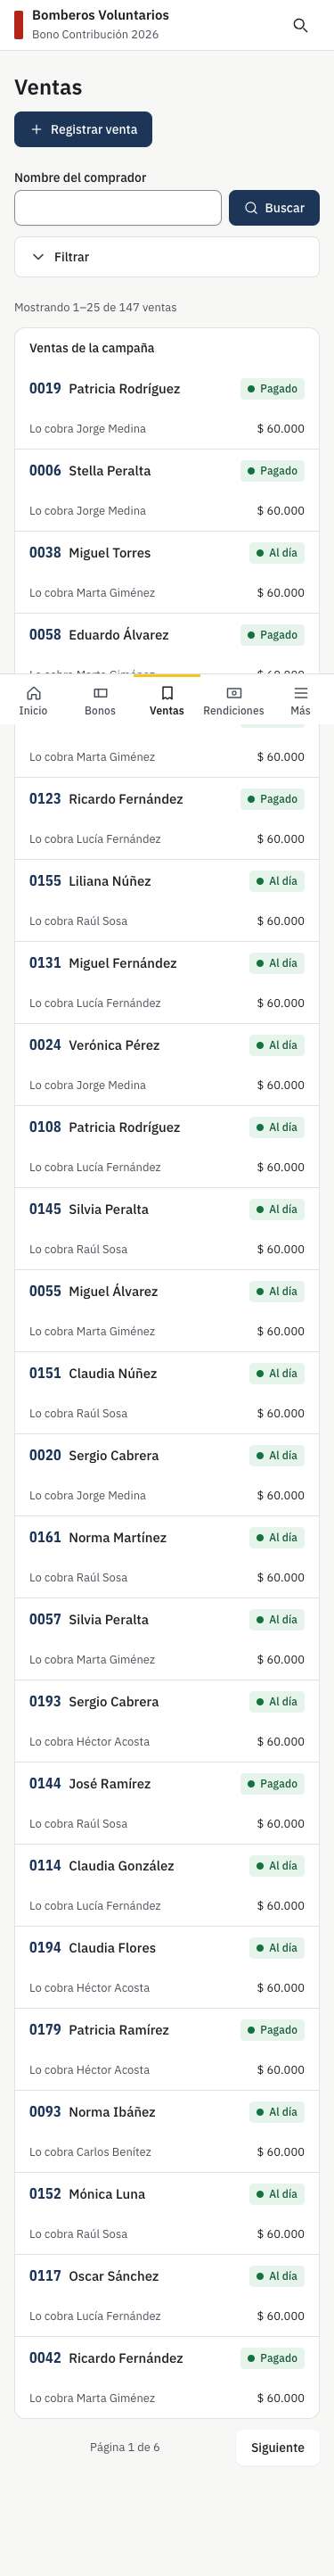 Bomberos Voluntarios
Bono Contribución 2026
Ventas
Registrar venta
Nombre del comprador
Buscar
Filtrar
Mostrando 1–25 de 147 ventas
Ventas de la campaña
0019 Patricia Rodríguez Pagado
Lo cobra Jorge Medina $ 60.000
0006 Stella Peralta Pagado
Lo cobra Jorge Medina $ 60.000
0038 Miguel Torres Al día
Lo cobra Marta Giménez $ 60.000
0058 Eduardo Álvarez Pagado
Inicio Bonos Ventas Rendiciones Más
Lo cobra Marta Giménez $ 60.000
0123 Ricardo Fernández Pagado
Lo cobra Lucía Fernández $ 60.000
0155 Liliana Núñez Al día
Lo cobra Raúl Sosa $ 60.000
0131 Miguel Fernández Al día
Lo cobra Lucía Fernández $ 60.000
0024 Verónica Pérez Al día
Lo cobra Jorge Medina $ 60.000
0108 Patricia Rodríguez Al día
Lo cobra Lucía Fernández $ 60.000
0145 Silvia Peralta Al día
Lo cobra Raúl Sosa $ 60.000
0055 Miguel Álvarez Al día
Lo cobra Marta Giménez $ 60.000
0151 Claudia Núñez Al día
Lo cobra Raúl Sosa $ 60.000
0020 Sergio Cabrera Al día
Lo cobra Jorge Medina $ 60.000
0161 Norma Martínez Al día
Lo cobra Raúl Sosa $ 60.000
0057 Silvia Peralta Al día
Lo cobra Marta Giménez $ 60.000
0193 Sergio Cabrera Al día
Lo cobra Héctor Acosta $ 60.000
0144 José Ramírez Pagado
Lo cobra Raúl Sosa $ 60.000
0114 Claudia González Al día
Lo cobra Lucía Fernández $ 60.000
0194 Claudia Flores Al día
Lo cobra Héctor Acosta $ 60.000
0179 Patricia Ramírez Pagado
Lo cobra Héctor Acosta $ 60.000
0093 Norma Ibáñez Al día
Lo cobra Carlos Benítez $ 60.000
0152 Mónica Luna Al día
Lo cobra Raúl Sosa $ 60.000
0117 Oscar Sánchez Al día
Lo cobra Lucía Fernández $ 60.000
0042 Ricardo Fernández Pagado
Lo cobra Marta Giménez $ 60.000
Página 1 de 6 Siguiente